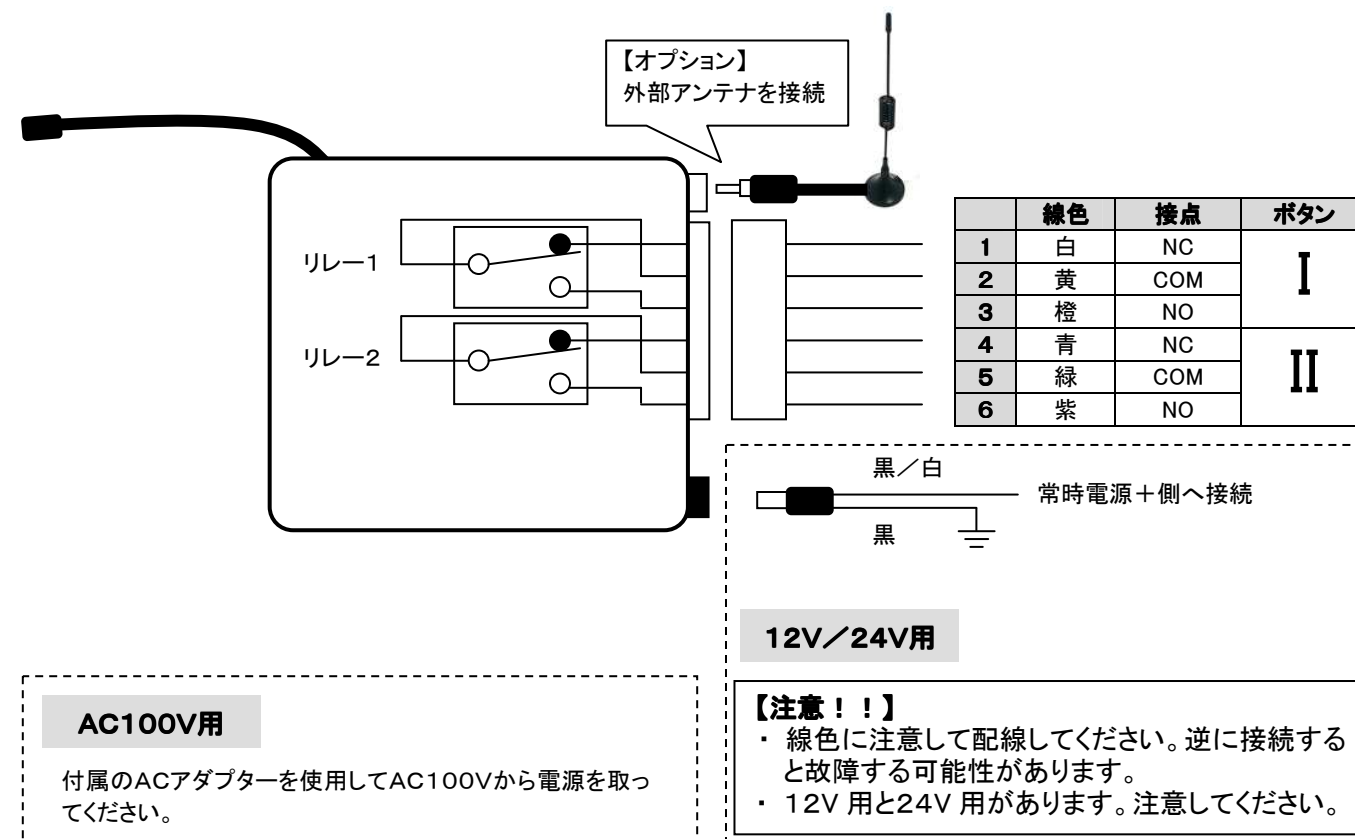 【オプション】
外部アンテナを接続
線色 接点 ボタン
1 白 NC I
2 黄 COM
3 橙 NO
4 青 NC II
5 緑 COM
6 紫 NO
リレー1
リレー2
黒／白
常時電源＋側へ接続
黒
12V／24V用
【注意！！】
・ 線色に注意して配線してください。逆に接続する
と故障する可能性があります。
・ 12V 用と24V 用があります。注意してください。
AC100V用
付属のACアダプターを使用してAC100Vから電源を取っ
てください。